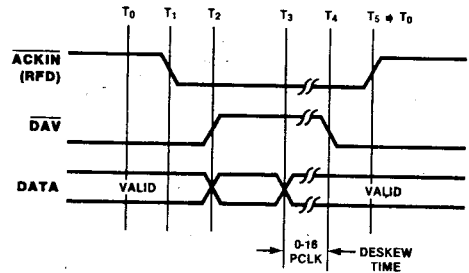 T0 T1 T2 T3 T4 T5 ⇒ T0
ACKIN
(RFD)
DAV
DATA
VALID
VALID
0-16
PCLK
DESKEW
TIME